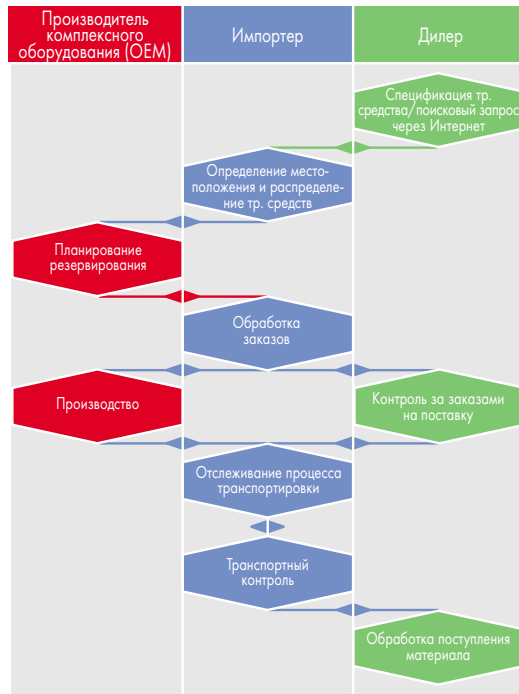 Производитель
комплексного
оборудования (OEM)
Импортер
Дилер
Спецификация тр.
средства/поисковый запрос
через Интернет
Определение место-
положения и распределе-
ние тр. средств
Планирование
резервирования
Обработка
заказов
Производство
Контроль за заказами
на поставку
Отслеживание процесса
транспортировки
Транспортный
контроль
Обработка поступления
материала